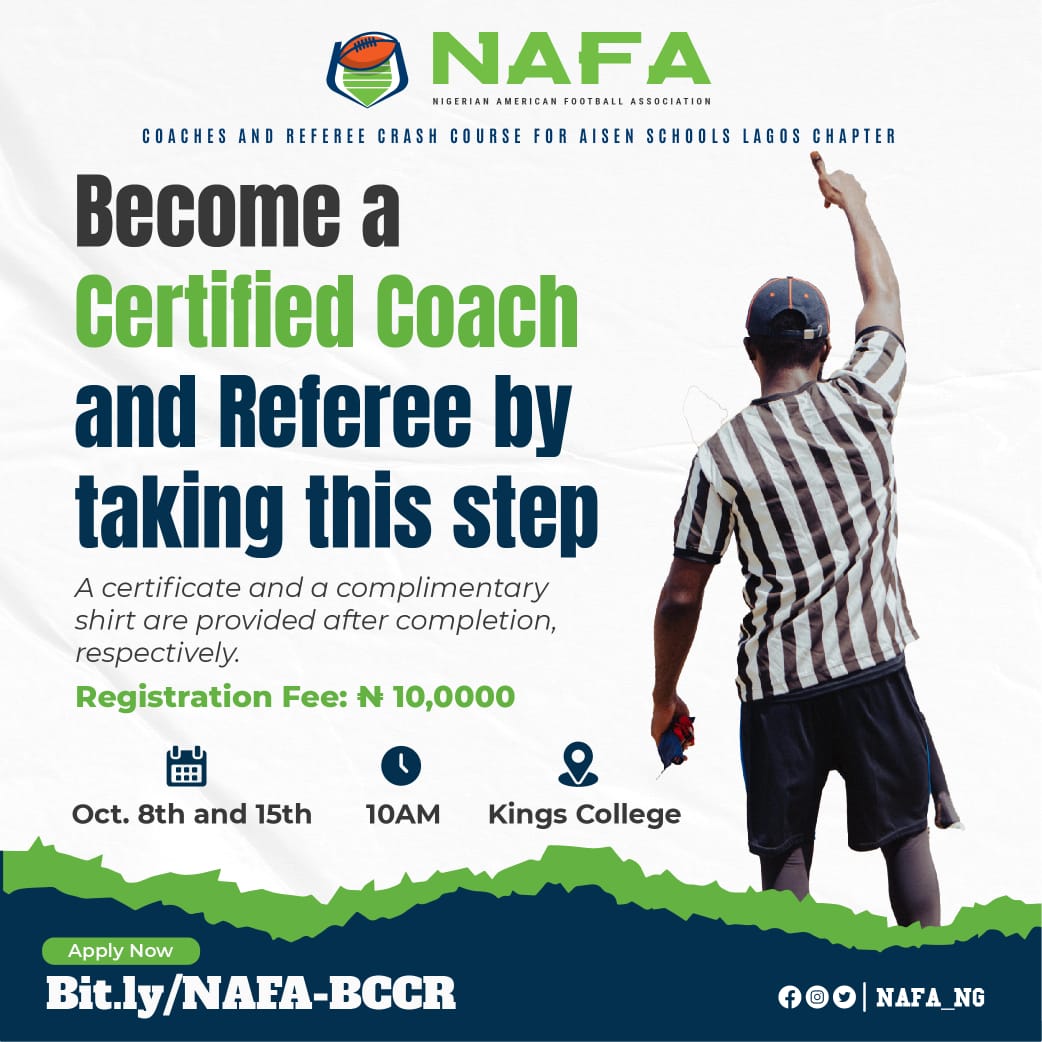 NAFA
NIGERIAN AMERICAN FOOTBALL ASSOCIATION
COACHES AND REFEREE CRASH COURSE FOR AISEN SCHOOLS LAGOS CHAPTER
Become a
Certified Coach
and Referee by
taking this step
A certificate and a complimentary
shirt are provided after completion,
respectively.
Registration Fee: ₦ 10,0000
Oct. 8th and 15th
10AM
Kings College
Apply Now
Bit.ly/NAFA-BCCR
NAFA_NG